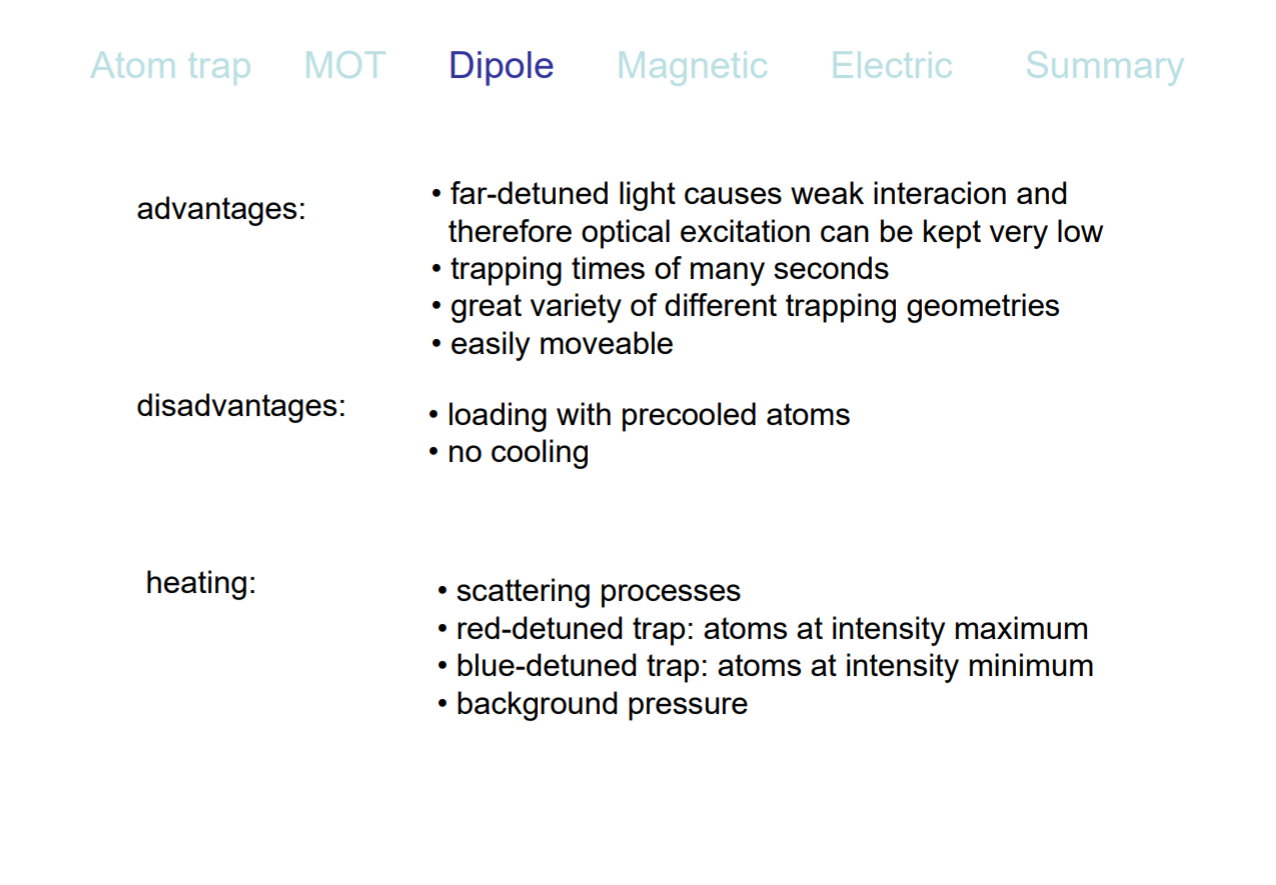 Atom trap MOT Dipole Magnetic Electric Summary
advantages:
• far-detuned light causes weak interacion and
therefore optical excitation can be kept very low
• trapping times of many seconds
• great variety of different trapping geometries
• easily moveable
disadvantages:
• loading with precooled atoms
• no cooling
heating:
• scattering processes
• red-detuned trap: atoms at intensity maximum
• blue-detuned trap: atoms at intensity minimum
• background pressure